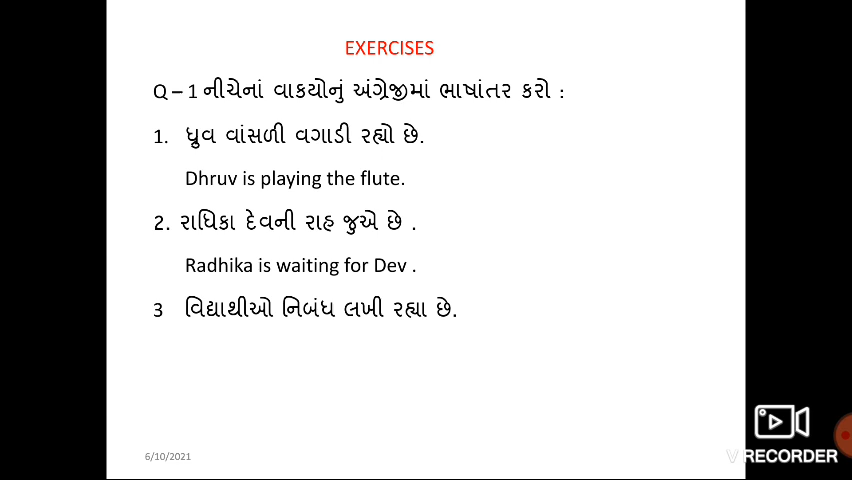 EXERCISES
Q – 1 નીચેનાં વાકયોનું અંગ્રેજીમાં ભાષાંતર કરો :
1. ધ્રુવ વાંસળી વગાડી રહ્યો છે.
Dhruv is playing the flute.
2. રાધિકા દેવની રાહ જુએ છે .
Radhika is waiting for Dev .
3 વિદ્યાથીઓ નિબંધ લખી રહ્યા છે.
6/10/2021
V RECORDER